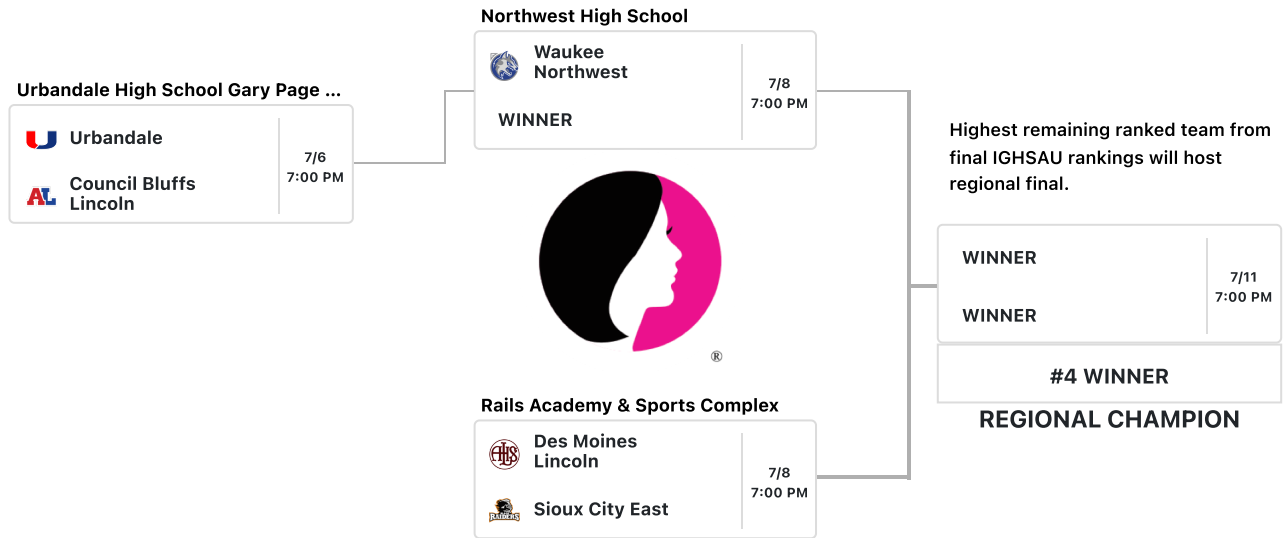 Northwest High School
Waukee
Northwest
WINNER
7/8
7:00 PM
Urbandale High School Gary Page ...
Urbandale
Council Bluffs
Lincoln
7/6
7:00 PM
Highest remaining ranked team from
final IGHSAU rankings will host
regional final.
WINNER
WINNER
7/11
7:00 PM
#4 WINNER
REGIONAL CHAMPION
®
Rails Academy & Sports Complex
Des Moines
Lincoln
Sioux City East
7/8
7:00 PM
U
AL
ALHS
RAIDERS